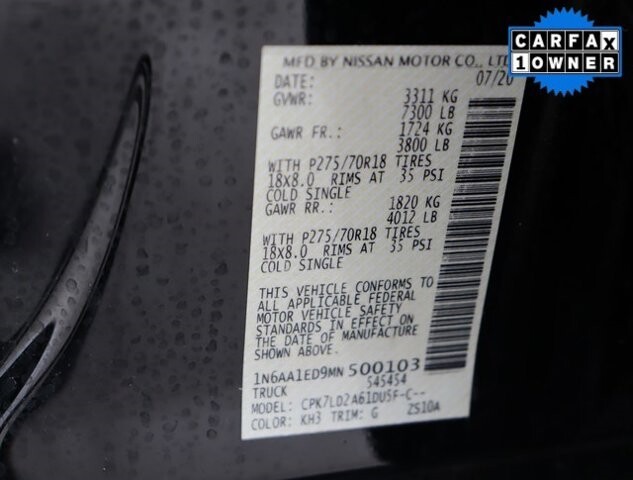 CARFAX
1 OWNER
MFD BY NISSAN MOTOR CO., LTD
DATE: 07/20
GVWR: 3311 KG
7300 LB
GAWR FR.: 1724 KG
3800 LB
WITH P275/70R18 TIRES
18X8.0 RIMS AT 35 PSI
COLD SINGLE
GAWR RR.: 1820 KG
4012 LB
WITH P275/70R18 TIRES
18X8.0 RIMS AT 35 PSI
COLD SINGLE
THIS VEHICLE CONFORMS TO
ALL APPLICABLE FEDERAL
MOTOR VEHICLE SAFETY
STANDARDS IN EFFECT ON
THE DATE OF MANUFACTURE
SHOWN ABOVE.
1N6AA1ED9MN500103
TRUCK 545454
MODEL: CPK7LD2A61DU5F-C--
COLOR: KH3 TRIM: G ZS10A